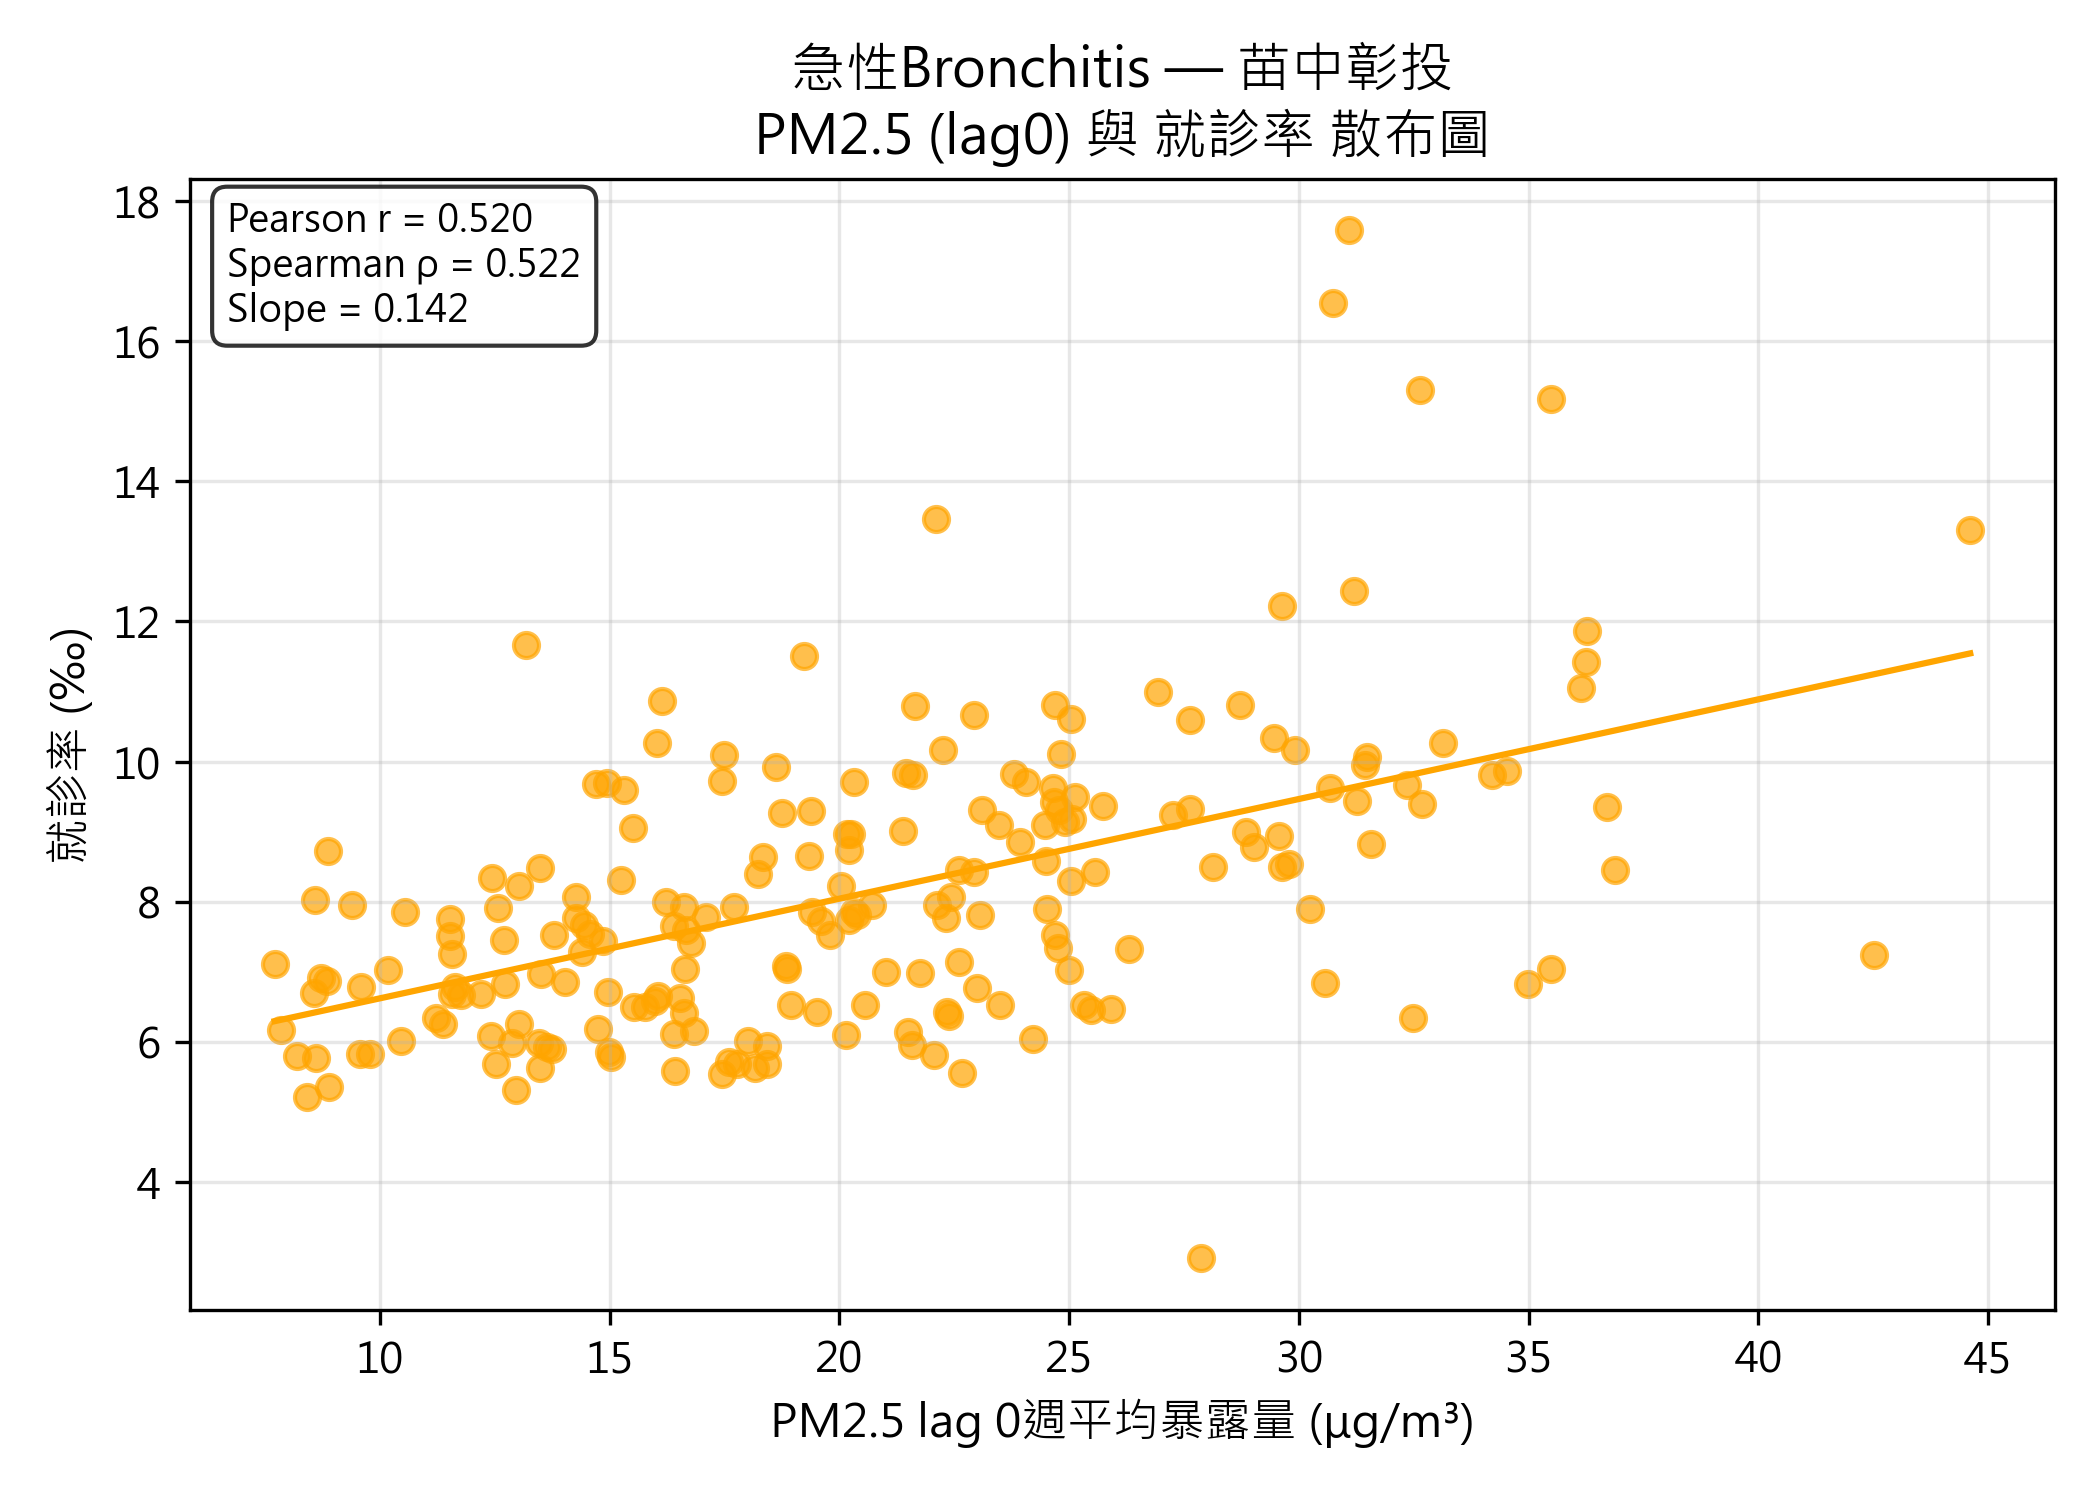 急性Bronchitis — 苗中彰投
PM2.5 (lag0) 與 就診率 散布圖
Pearson r = 0.520
Spearman ρ = 0.522
Slope = 0.142
就診率 (‰)
18
16
14
12
10
8
6
4
10
15
20
25
30
35
40
45
PM2.5 lag 0週平均暴露量 (μg/m³)